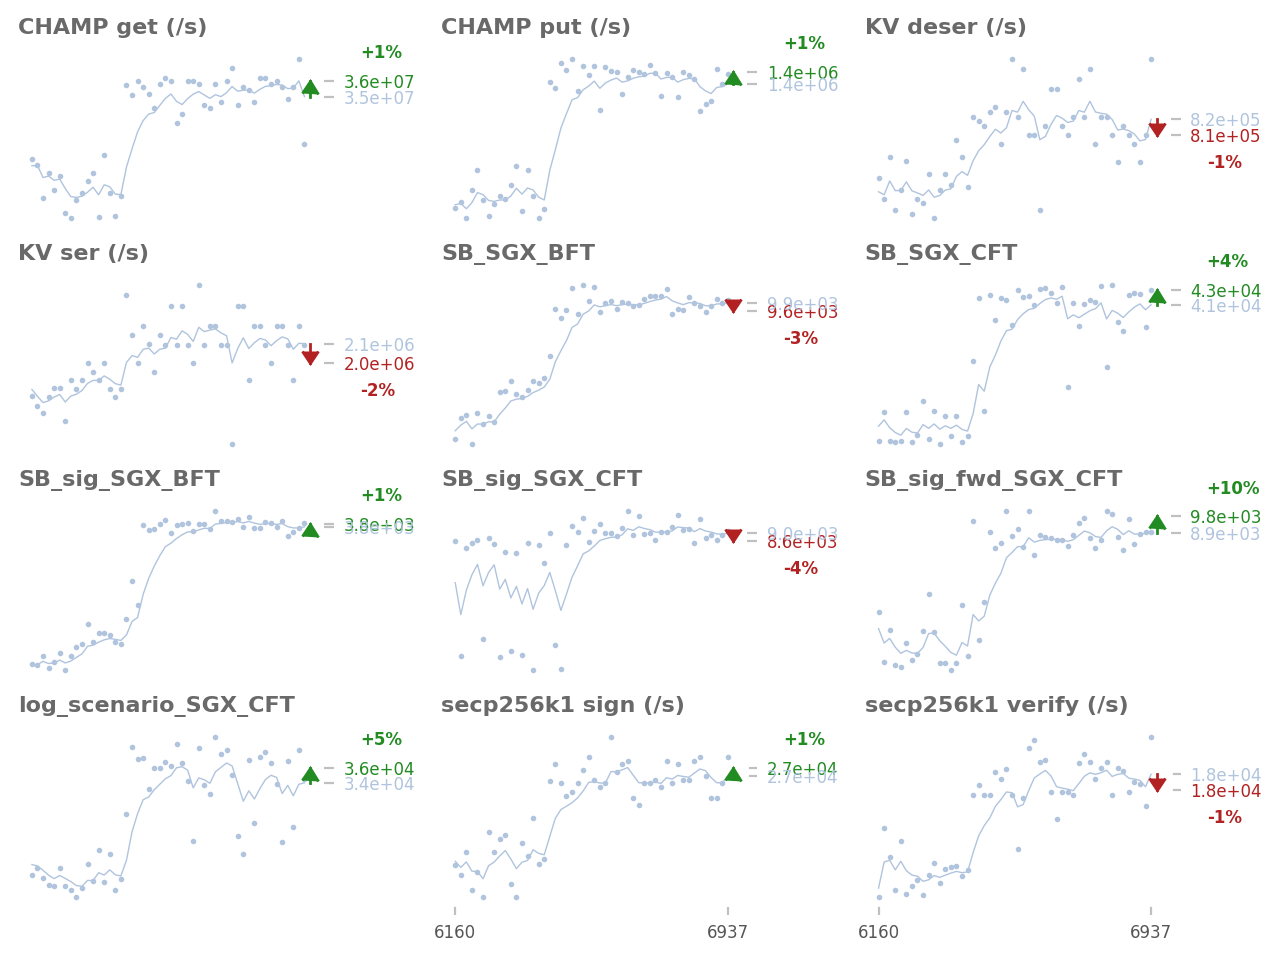 CHAMP get (/s)
+1%
3.6e+07
3.5e+07
CHAMP put (/s)
+1%
1.4e+06
1.4e+06
KV deser (/s)
8.2e+05
8.1e+05
-1%
KV ser (/s)
2.1e+06
2.0e+06
-2%
SB_SGX_BFT
9.9e+03
9.6e+03
-3%
SB_SGX_CFT
+4%
4.3e+04
4.1e+04
SB_sig_SGX_BFT
+1%
3.8e+03
SB_sig_SGX_CFT
9.0e+03
8.6e+03
-4%
SB_sig_fwd_SGX_CFT
+10%
9.8e+03
8.9e+03
log_scenario_SGX_CFT
+5%
3.6e+04
3.4e+04
secp256k1 sign (/s)
+1%
2.7e+04
2.7e+04
secp256k1 verify (/s)
1.8e+04
1.8e+04
-1%
6160
6937
6160
6937